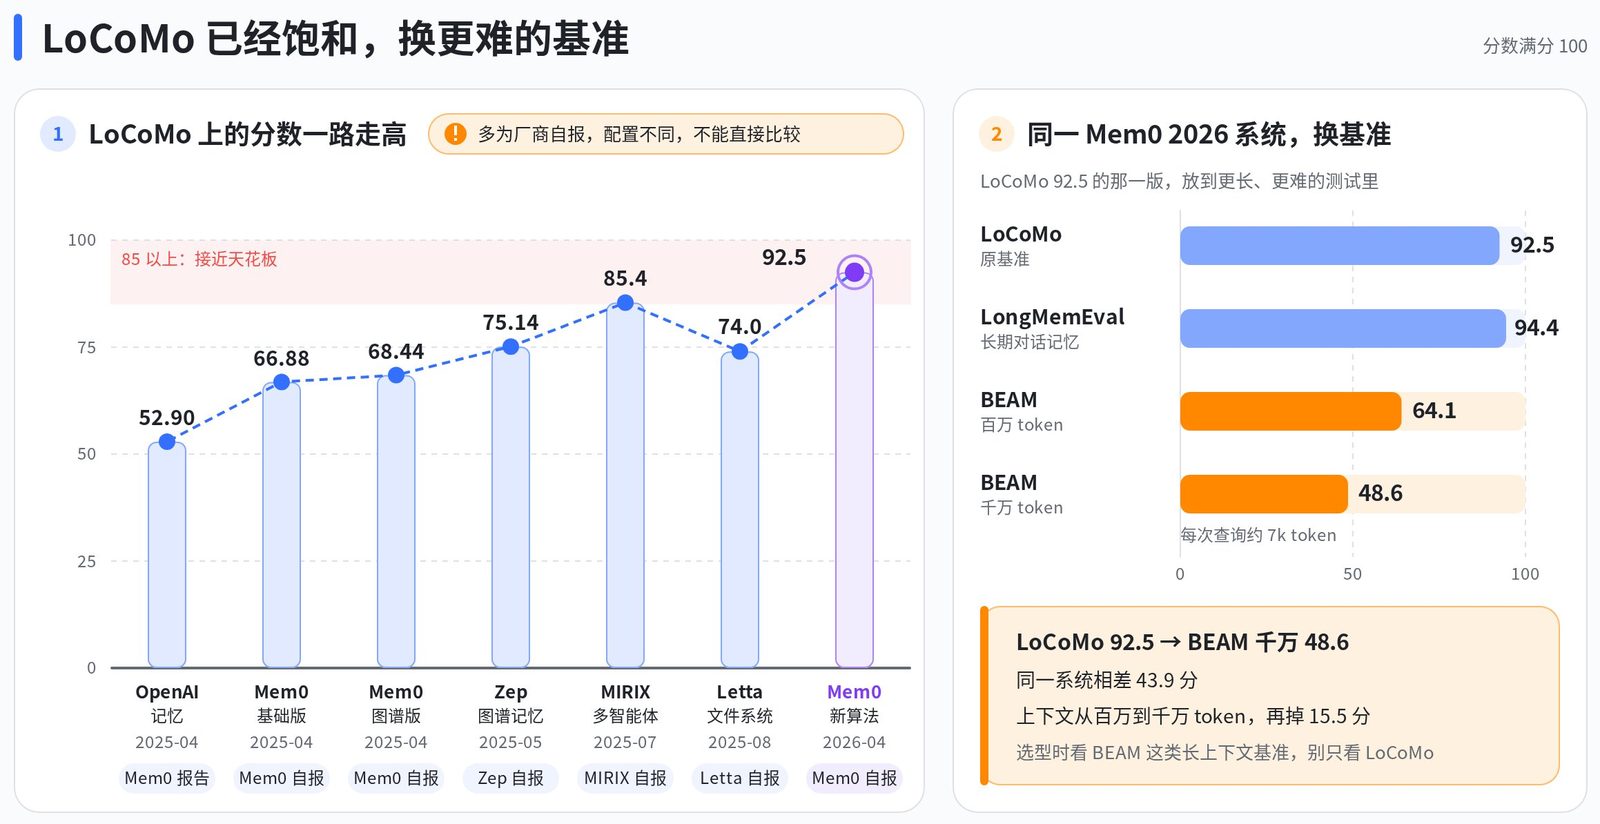 LoCoMo 已经饱和，换更难的基准
分数满分 100
1
LoCoMo 上的分数一路走高
! 多为厂商自报，配置不同，不能直接比较
100
75
50
25
0
85 以上：接近天花板
52.90
66.88
68.44
75.14
85.4
74.0
92.5
OpenAI
记忆
2025-04
Mem0 报告
Mem0
基础版
2025-04
Mem0 自报
Mem0
图谱版
2025-04
Mem0 自报
Zep
图谱记忆
2025-05
Zep 自报
MIRIX
多智能体
2025-07
MIRIX 自报
Letta
文件系统
2025-08
Letta 自报
Mem0
新算法
2026-04
Mem0 自报
2
同一 Mem0 2026 系统，换基准
LoCoMo 92.5 的那一版，放到更长、更难的测试里
LoCoMo
原基准
92.5
LongMemEval
长期对话记忆
94.4
BEAM
百万 token
64.1
BEAM
千万 token
48.6
每次查询约 7k token
0
50
100
LoCoMo 92.5 → BEAM 千万 48.6
同一系统相差 43.9 分
上下文从百万到千万 token，再掉 15.5 分
选型时看 BEAM 这类长上下文基准，别只看 LoCoMo